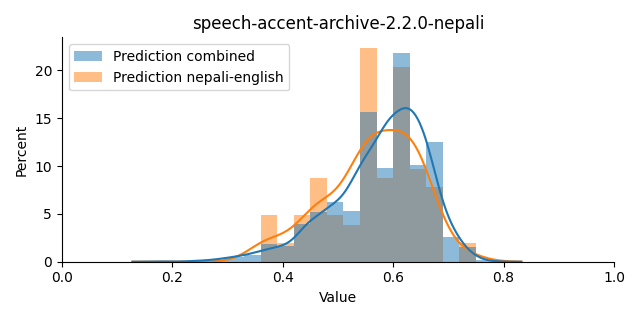 speech-accent-archive-2.2.0-nepali
Prediction combined
Prediction nepali-english
Percent
20
15
10
5
0
0.0 0.2 0.4 0.6 0.8 1.0
Value